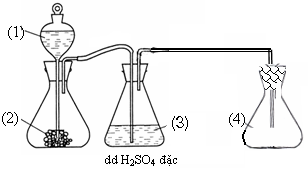 (1)
(2)
(3)
(4)
dd H₂SO₄ đặc